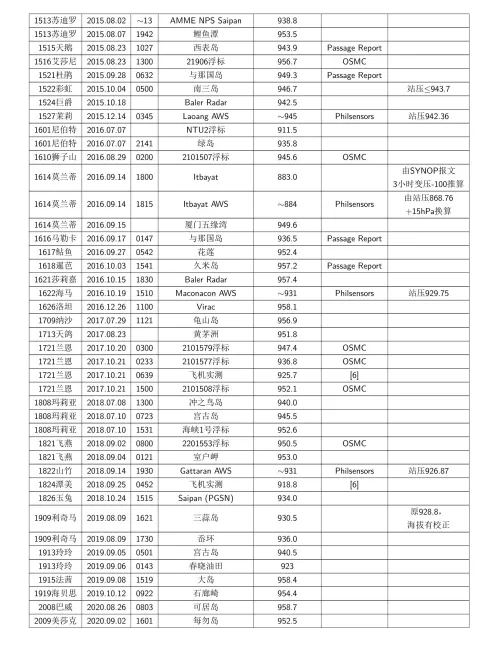 1513苏迪罗 2015.08.02 ∼13 AMME NPS Saipan 938.8
1513苏迪罗 2015.08.07 1942 鲤鱼潭 953.5
1515天鹅 2015.08.23 1027 西表岛 943.9 Passage Report
1516艾莎尼 2015.08.23 1300 21906浮标 956.7 OSMC
1521杜鹃 2015.09.28 0632 与那国岛 949.3 Passage Report
1522彩虹 2015.10.04 0500 南三岛 946.7 站压≤943.7
1524巨爵 2015.10.18 Baler Radar 942.5
1527茉莉 2015.12.14 0345 Laoang AWS ∼945 Philsensors 站压942.36
1601尼伯特 2016.07.07 NTU2浮标 911.5
1601尼伯特 2016.07.07 2141 绿岛 935.8
1610狮子山 2016.08.29 0200 2101507浮标 945.6 OSMC
1614莫兰蒂 2016.09.14 1800 Itbayat 883.0 由SYNOP报文
3小时变压-100推算
1614莫兰蒂 2016.09.14 1815 Itbayat AWS ∼884 Philsensors 由站压868.76
+15hPa换算
1614莫兰蒂 2016.09.15 厦门五缘湾 949.6
1616马勒卡 2016.09.17 0147 与那国岛 936.5 Passage Report
1617鲇鱼 2016.09.27 0542 花莲 952.4
1618暹芭 2016.10.03 1541 久米岛 957.2 Passage Report
1621莎莉嘉 2016.10.15 1830 Baler Radar 957.4
1622海马 2016.10.19 1510 Maconacon AWS ∼931 Philsensors 站压929.75
1626洛坦 2016.12.26 1100 Virac 958.1
1709纳沙 2017.07.29 1121 龟山岛 956.9
1713天鸽 2017.08.23 黄茅洲 951.8
1721兰恩 2017.10.20 0300 2101579浮标 947.4 OSMC
1721兰恩 2017.10.21 0233 2101577浮标 936.8 OSMC
1721兰恩 2017.10.21 0639 飞机实测 925.7 [6]
1721兰恩 2017.10.21 1500 2101508浮标 952.1 OSMC
1808玛莉亚 2018.07.08 1300 冲之鸟岛 940.0
1808玛莉亚 2018.07.10 0723 宫古岛 945.5
1808玛莉亚 2018.07.10 1531 海峡1号浮标 952.6
1821飞燕 2018.09.02 0800 2201553浮标 950.5 OSMC
1821飞燕 2018.09.04 0121 室户岬 953.0
1822山竹 2018.09.14 1930 Gattaran AWS ∼931 Philsensors 站压926.87
1824潭美 2018.09.25 0452 飞机实测 918.8 [6]
1826玉兔 2018.10.24 1515 Saipan (PGSN) 934.0
1909利奇马 2019.08.09 1621 三蒜岛 930.5 原928.8，
海拔有校正
1909利奇马 2019.08.09 1730 岙环 936.0
1913玲玲 2019.09.05 0501 宫古岛 940.5
1913玲玲 2019.09.06 0143 春晓油田 923
1915法茜 2019.09.08 1519 大岛 958.4
1919海贝思 2019.10.12 0922 石廊崎 954.4
2008巴威 2020.08.26 0803 可居岛 958.7
2009美莎克 2020.09.02 1601 每勿岛 952.5